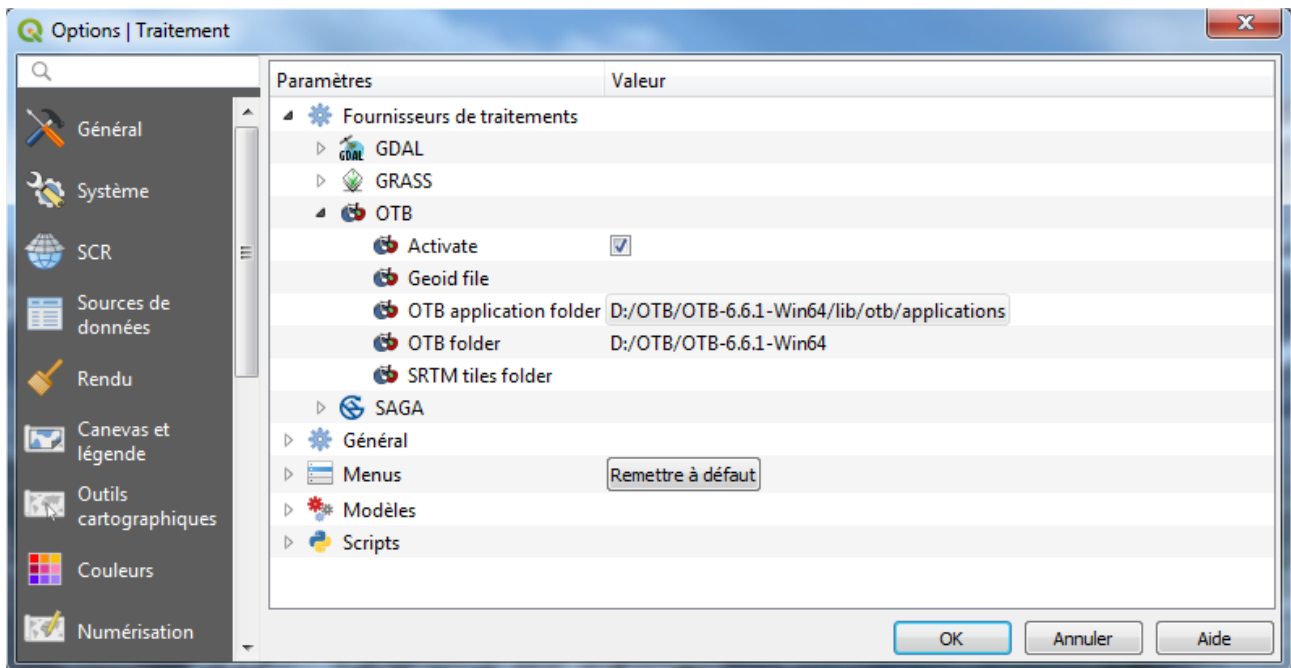 Options | Traitement
Paramètres Valeur
Général
Système
SCR
Sources de
données
Rendu
Canevas et
légende
Outils
cartographiques
Couleurs
Numérisation
Fournisseurs de traitements
GDAL GDAL
GRASS
OTB
Activate
Geoid file
OTB application folder D:/OTB/OTB-6.6.1-Win64/lib/otb/applications
OTB folder D:/OTB/OTB-6.6.1-Win64
SRTM tiles folder
SAGA
Général
Menus Remettre à défaut
Modèles
Scripts
OK Annuler Aide